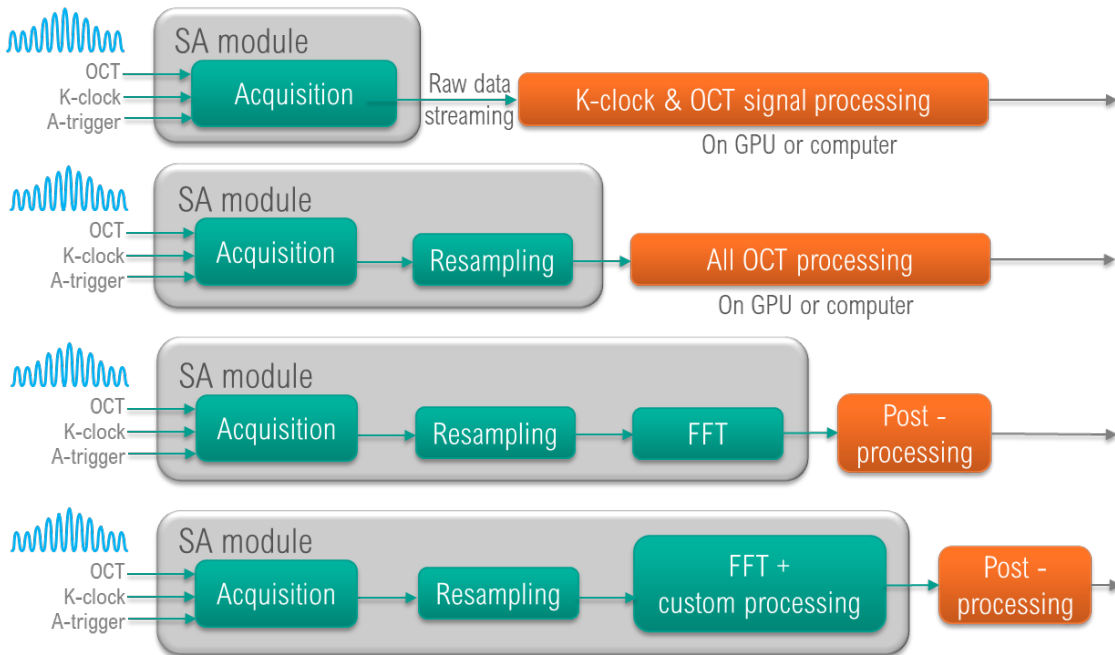 SA module
OCT
K-clock
A-trigger
Acquisition
Raw data
streaming
K-clock & OCT signal processing
On GPU or computer
SA module
OCT
K-clock
A-trigger
Acquisition
Resampling
All OCT processing
On GPU or computer
SA module
OCT
K-clock
A-trigger
Acquisition
Resampling
FFT
Post -
processing
SA module
OCT
K-clock
A-trigger
Acquisition
Resampling
FFT +
custom processing
Post -
processing